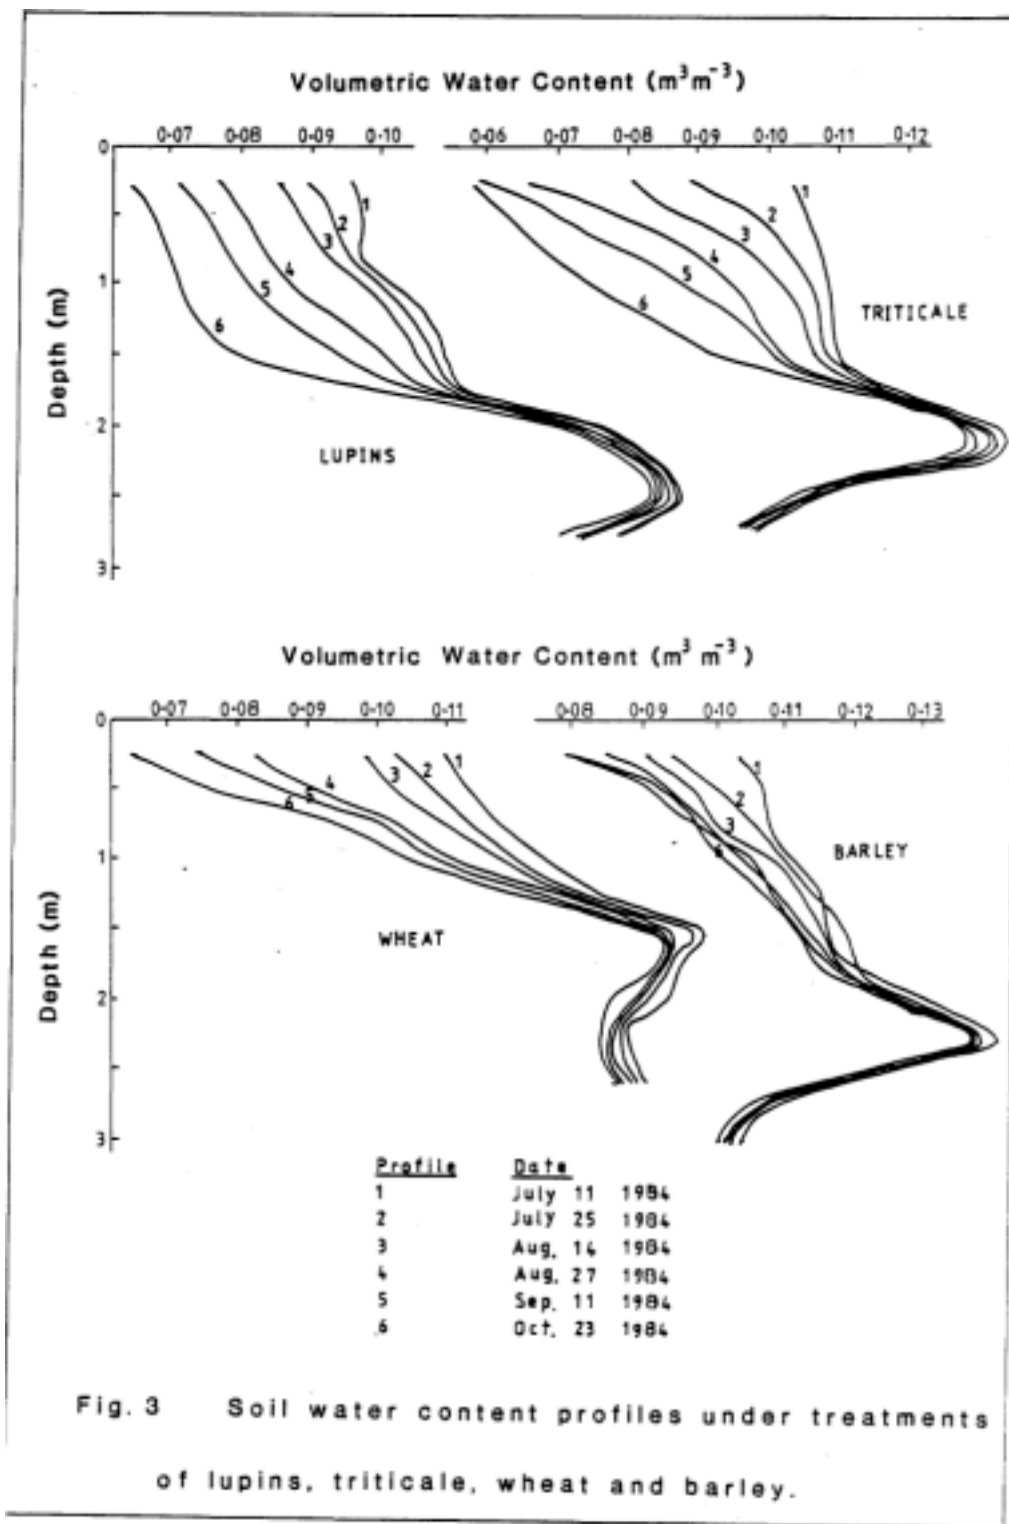 Volumetric Water Content (m³m⁻³)
0·07 0·08 0·09 0·10 0·06 0·07 0·08 0·09 0·10 0·11 0·12
0
1
2
3
Depth (m)
1
2
3
4
5
6
LUPINS
1
2
3
4
5
6
TRITICALE
Volumetric Water Content (m³ m⁻³)
0·07 0·08 0·09 0·10 0·11 0·08 0·09 0·10 0·11 0·12 0·13
0
1
2
3
Depth (m)
1
2
3
4
5
6
WHEAT
1
2
3
6
BARLEY
Profile Date
1 July 11 1984
2 July 25 1984
3 Aug. 14 1984
4 Aug. 27 1984
5 Sep. 11 1984
6 Oct. 23 1984
Fig. 3 Soil water content profiles under treatments
of lupins, triticale, wheat and barley.